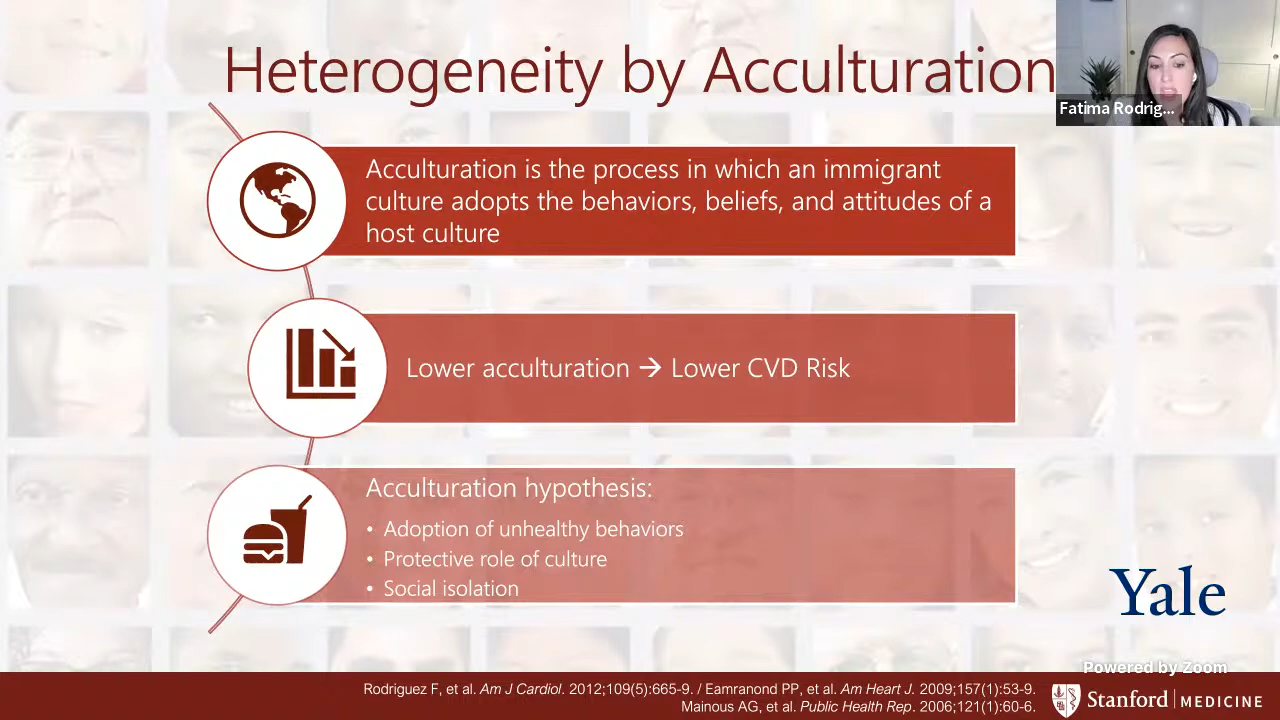 Heterogeneity by Acculturation
Fatima Rodrig...
Acculturation is the process in which an immigrant
culture adopts the behaviors, beliefs, and attitudes of a
host culture
Lower acculturation → Lower CVD Risk
Acculturation hypothesis:
• Adoption of unhealthy behaviors
• Protective role of culture
• Social isolation
Yale
Powered by Zoom
Rodriguez F, et al. Am J Cardiol. 2012;109(5):665-9. / Eamranond PP, et al. Am Heart J. 2009;157(1):53-9.
Mainous AG, et al. Public Health Rep. 2006;121(1):60-6.
Stanford | MEDICINE